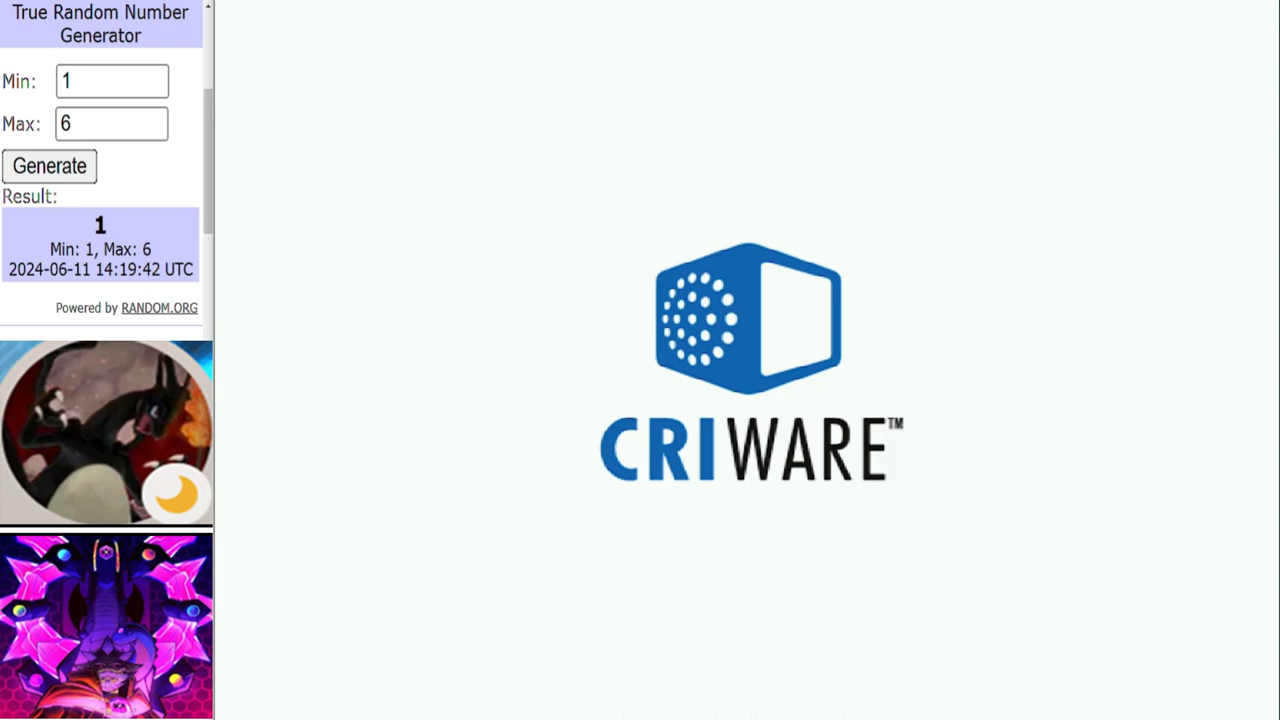 True Random Number
Generator
Min: 1
Max: 6
Generate
Result:
1
Min: 1, Max: 6
2024-06-11 14:19:42 UTC
Powered by RANDOM.ORG
CRIWARE™